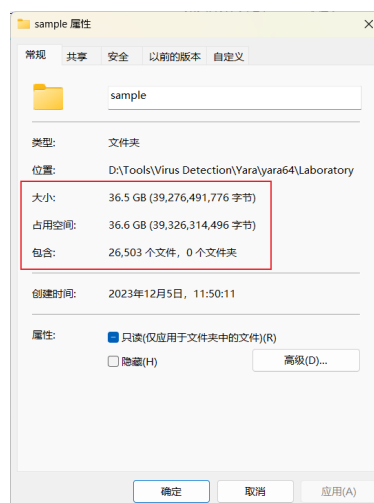 sample 属性
常规 共享 安全 以前的版本 自定义
sample
类型: 文件夹
位置: D:\Tools\Virus Detection\Yara\yara64\Laboratory
大小: 36.5 GB (39,276,491,776 字节)
占用空间: 36.6 GB (39,326,314,496 字节)
包含: 26,503 个文件，0 个文件夹
创建时间: 2023年12月5日，11:50:11
属性: 只读(仅应用于文件夹中的文件)(R)
隐藏(H) 高级(D)...
确定 取消 应用(A)